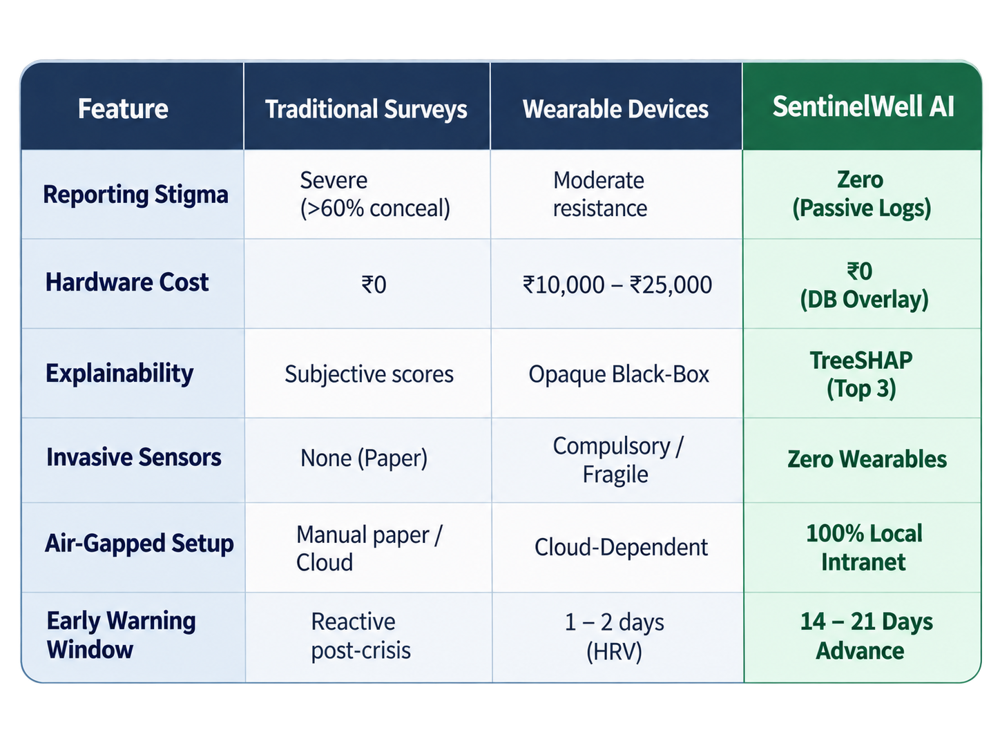 Feature
Traditional Surveys
Wearable Devices
SentinelWell AI
Reporting Stigma
Severe
(>60% conceal)
Moderate
resistance
Zero
(Passive Logs)
Hardware Cost
₹0
₹10,000 – ₹25,000
₹0
(DB Overlay)
Explainability
Subjective scores
Opaque Black-Box
TreeSHAP
(Top 3)
Invasive Sensors
None (Paper)
Compulsory /
Fragile
Zero Wearables
Air-Gapped Setup
Manual paper /
Cloud
Cloud-Dependent
100% Local
Intranet
Early Warning
Window
Reactive
post-crisis
1 – 2 days
(HRV)
14 – 21 Days
Advance